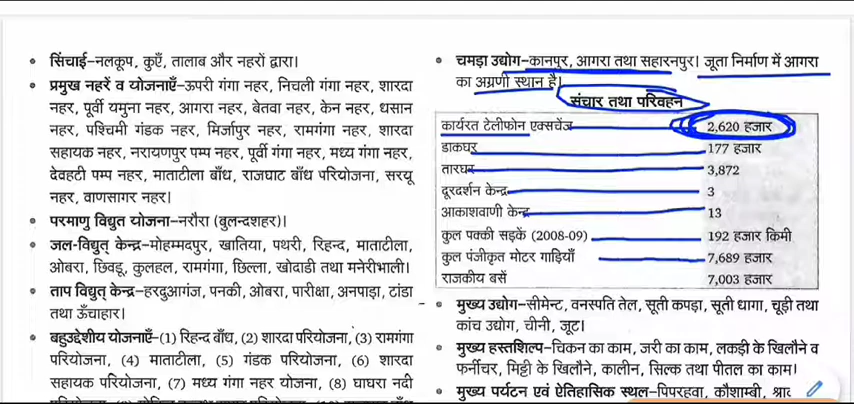 • सिंचाई-नलकूप, कुएँ, तालाब और नहरों द्वारा।
• प्रमुख नहरें व योजनाएँ-ऊपरी गंगा नहर, निचली गंगा नहर, शारदा
नहर, पूर्वी यमुना नहर, आगरा नहर, बेतवा नहर, केन नहर, धसान
नहर, पश्चिमी गंडक नहर, मिर्जापुर नहर, रामगंगा नहर, शारदा
सहायक नहर, नरायणपुर पम्प नहर, पूर्वी गंगा नहर, मध्य गंगा नहर,
देवहटी पम्प नहर, माताटीला बाँध, राजघाट बाँध परियोजना, सरयू
नहर, वाणसागर नहर।
• परमाणु विद्युत योजना-नरौरा (बुलन्दशहर)।
• जल-विद्युत् केन्द्र-मोहम्मदपुर, खातिया, पथरी, रिहन्द, माताटीला,
ओबरा, छिवडू, कुलहल, रामगंगा, छिल्ला, खोदाडी तथा मनेरीभाली।
• ताप विद्युत् केन्द्र-हरदुआगंज, पनकी, ओबरा, पारीक्षा, अनपाड़ा, टांडा
तथा ऊँचाहार।
• बहुउद्देशीय योजनाएँ-(1) रिहन्द बाँध, (2) शारदा परियोजना, (3) रामगंगा
परियोजना, (4) माताटीला, (5) गंडक परियोजना, (6) शारदा
सहायक परियोजना, (7) मध्य गंगा नहर योजना, (8) घाघरा नदी
• चमड़ा उद्योग-कानपुर, आगरा तथा सहारनपुर। जूता निर्माण में आगरा
का अग्रणी स्थान है।
संचार तथा परिवहन
कार्यरत टेलीफोन एक्सचेंज 2,620 हजार
डाकघर 177 हजार
तारघर 3,872
दूरदर्शन केन्द्र 3
आकाशवाणी केन्द्र 13
कुल पक्की सड़कें (2008-09) 192 हजार किमी
कुल पंजीकृत मोटर गाड़ियाँ 7,689 हजार
राजकीय बसें 7,003 हजार
• मुख्य उद्योग-सीमेन्ट, वनस्पति तेल, सूती कपड़ा, सूती धागा, चूड़ी तथा
कांच उद्योग, चीनी, जूट।
• मुख्य हस्तशिल्प-चिकन का काम, जरी का काम, लकड़ी के खिलौने व
फर्नीचर, मिट्टी के खिलौने, कालीन, सिल्क तथा पीतल का काम।
• मुख्य पर्यटन एवं ऐतिहासिक स्थल-पिपरहवा, कौशाम्बी,